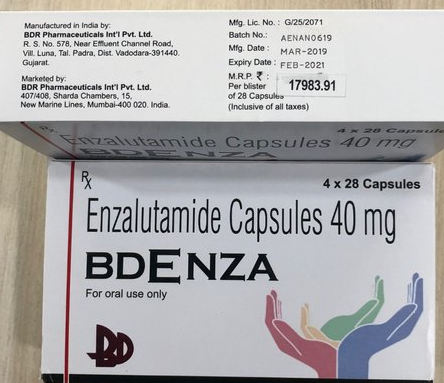 Manufactured in India by:
BDR Pharmaceuticals Int'l Pvt. Ltd.
R. S. No. 578, Near Effluent Channel Road,
Vill. Luna, Tal. Padra, Dist. Vadodara-391440.
Gujarat.
Marketed by:
BDR Pharmaceuticals Int'l Pvt. Ltd.
407/408, Sharda Chambers, 15,
New Marine Lines, Mumbai-400 020. India.
Mfg. Lic. No. : G/25/2071
Batch No.: AENAN0619
Mfg. Date : MAR-2019
Expiry Date : FEB-2021
M.R.P. ₹ :
Per blister 17983.91
of 28 Capsules
(Inclusive of all taxes)
Rx 4 x 28 Capsule
Enzalutamide Capsules 40 mg
BDENZA
Rx 4 x 28 Capsules
Enzalutamide Capsules 40 mg
BDENZA
For oral use only